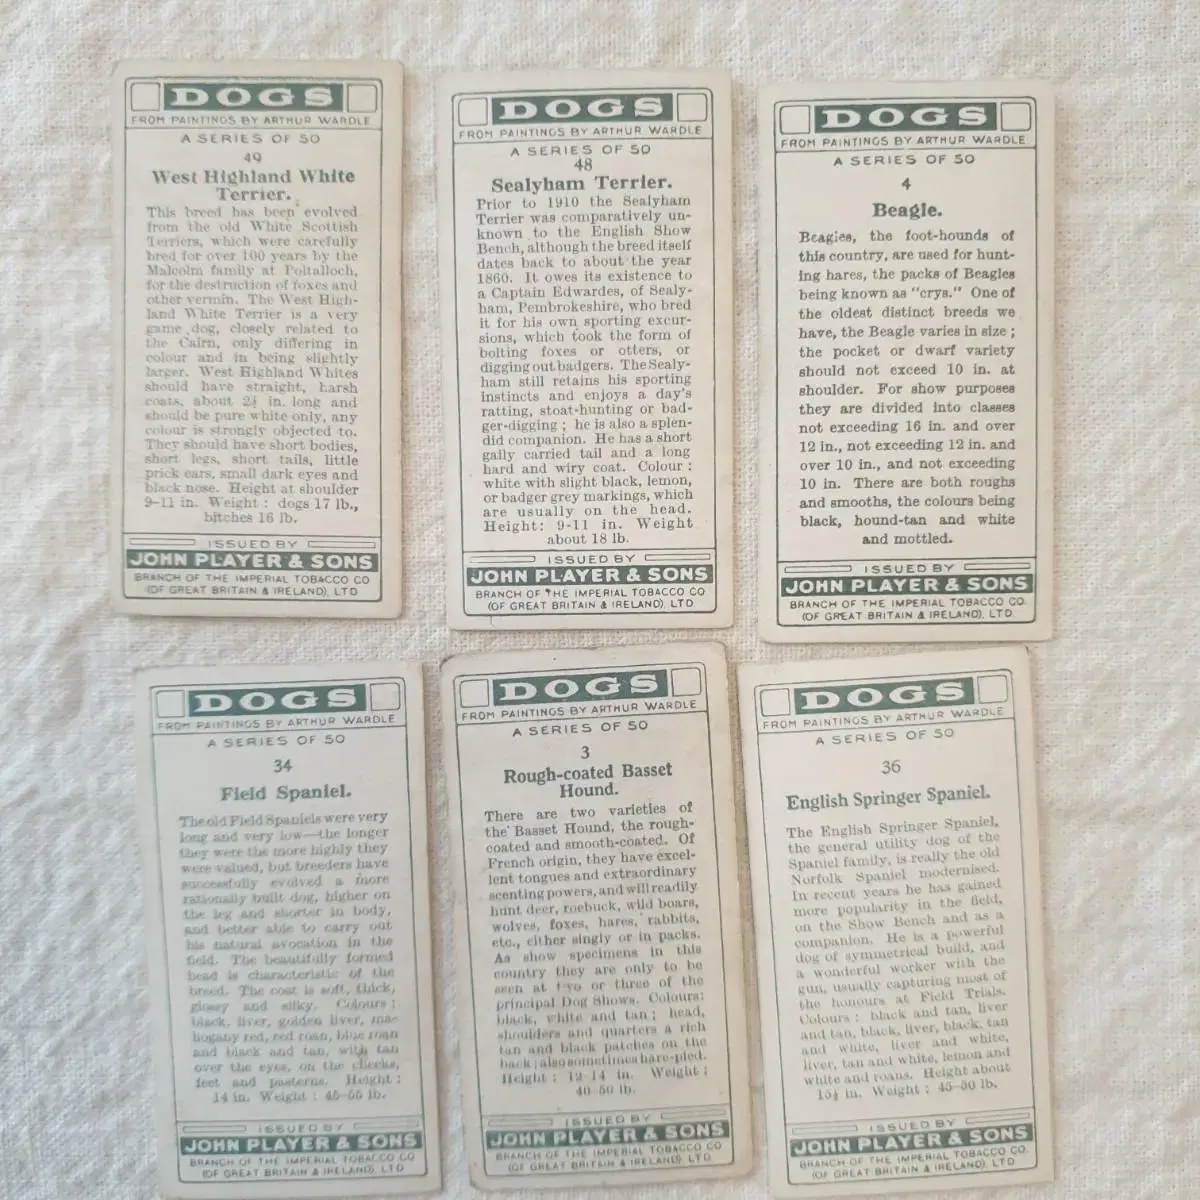 DOGS
FROM PAINTINGS BY ARTHUR WARDLE
A SERIES OF 50
49
West Highland White
Terrier.
This breed has been evolved
from the old White Scottish
Terriers, which were carefully
bred for over 100 years by the
Malcolm family at Poltalloch,
for the destruction of foxes and
other vermin. The West High-
land White Terrier is a very
game dog, closely related to
the Cairn, only differing in
colour and in being slightly
larger. West Highland Whites
should have straight, harsh
coats, about 2½ in. long and
should be pure white only, any
colour is strongly objected to.
They should have short bodies,
short legs, short tails, little
prick ears, small dark eyes and
black nose. Height at shoulder
9-11 in. Weight : dogs 17 lb.,
bitches 16 lb.
ISSUED BY
JOHN PLAYER & SONS
BRANCH OF THE IMPERIAL TOBACCO CO
(OF GREAT BRITAIN & IRELAND), LTD
DOGS
FROM PAINTINGS BY ARTHUR WARDLE
A SERIES OF 50
48
Sealyham Terrier.
Prior to 1910 the Sealyham
Terrier was comparatively un-
known to the English Show
Bench, although the breed itself
dates back to about the year
1860. It owes its existence to
a Captain Edwardes, of Sealy-
ham, Pembrokeshire, who bred
it for his own sporting excur-
sions, which took the form of
bolting foxes or otters, or
digging out badgers. The Sealy-
ham still retains his sporting
instincts and enjoys a day's
ratting, stoat-hunting or bad-
ger-digging ; he is also a splen-
did companion. He has a short
gaily carried tail and a long
hard and wiry coat. Colour :
white with slight black, lemon,
or badger grey markings, which
are usually on the head.
Height: 9-11 in. Weight
about 18 lb.
ISSUED BY
JOHN PLAYER & SONS
BRANCH OF THE IMPERIAL TOBACCO CO
(OF GREAT BRITAIN & IRELAND), LTD
DOGS
FROM PAINTINGS BY ARTHUR WARDLE
A SERIES OF 50
4
Beagle.
Beagles, the foot-hounds of
this country, are used for hunt-
ing hares, the packs of Beagles
being known as "crys." One of
the oldest distinct breeds we
have, the Beagle varies in size ;
the pocket or dwarf variety
should not exceed 10 in. at
shoulder. For show purposes
they are divided into classes
not exceeding 16 in. and over
12 in., not exceeding 12 in. and
over 10 in., and not exceeding
10 in. There are both roughs
and smooths, the colours being
black, hound-tan and white
and mottled.
ISSUED BY
JOHN PLAYER & SONS
BRANCH OF THE IMPERIAL TOBACCO CO.
(OF GREAT BRITAIN & IRELAND), LTD.
DOGS
FROM PAINTINGS BY ARTHUR WARDLE
A SERIES OF 50
34
Field Spaniel.
The old Field Spaniels were very
long and very low—the longer
they were the more highly they
were valued, but breeders have
successfully evolved a more
rationally built dog, higher on
the leg and shorter in body,
and better able to carry out
his natural avocation in the
field. The beautifully formed
head is characteristic of the
breed. The coat is soft, thick,
glossy and silky. Colours :
black, liver, golden liver, ma-
hogany red, red roan, blue roan
and black and tan, with tan
over the eyes, on the cheeks,
feet and pasterns. Height :
14 in. Weight : 45-55 lb.
ISSUED BY
JOHN PLAYER & SONS
BRANCH OF THE IMPERIAL TOBACCO CO
(OF GREAT BRITAIN & IRELAND), LTD
DOGS
FROM PAINTINGS BY ARTHUR WARDLE
A SERIES OF 50
3
Rough-coated Basset
Hound.
There are two varieties of
the Basset Hound, the rough-
coated and smooth-coated. Of
French origin, they have excel-
lent tongues and extraordinary
scenting powers, and will readily
hunt deer, roebuck, wild boars,
wolves, foxes, hares, rabbits,
etc., either singly or in packs.
As show specimens in this
country they are only to be
seen at two or three of the
principal Dog Shows. Colours:
black, white and tan ; head,
shoulders and quarters a rich
tan and black patches on the
back ; also sometimes hare-pied.
Height : 12-14 in. Weight :
40-50 lb.
ISSUED BY
JOHN PLAYER & SONS
BRANCH OF THE IMPERIAL TOBACCO CO
(OF GREAT BRITAIN & IRELAND), LTD
DOGS
FROM PAINTINGS BY ARTHUR WARDLE
A SERIES OF 50
36
English Springer Spaniel.
The English Springer Spaniel,
the general utility dog of the
Spaniel family, is really the old
Norfolk Spaniel modernised.
In recent years he has gained
more popularity in the field,
on the Show Bench and as a
companion. He is a powerful
dog of symmetrical build, and
a wonderful worker with the
gun, usually capturing most of
the honours at Field Trials.
Colours : black and tan, liver
and tan, black, liver, black, tan
and white, liver and white,
liver, tan and white, lemon and
white and roans. Height about
18½ in. Weight : 45-50 lb.
ISSUED BY
JOHN PLAYER & SONS
BRANCH OF THE IMPERIAL TOBACCO CO
(OF GREAT BRITAIN & IRELAND), LTD